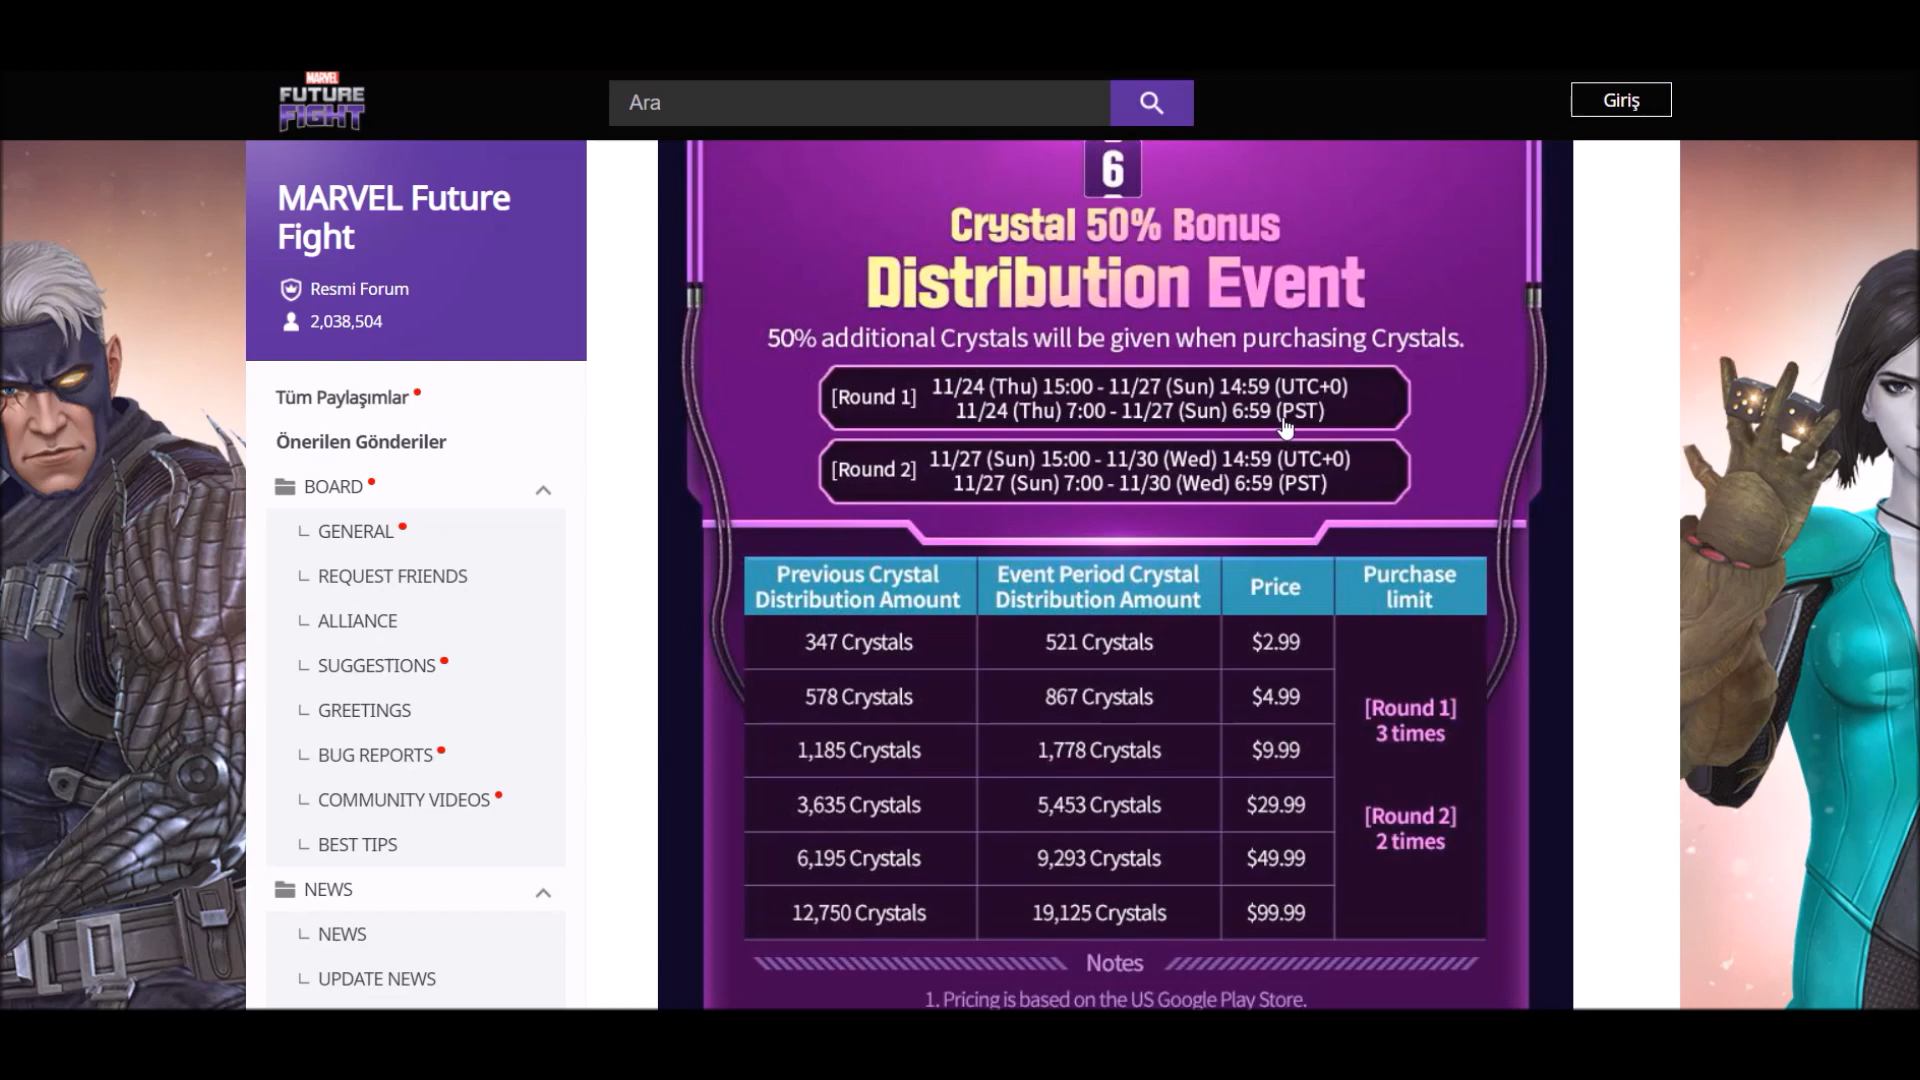 MARVEL
FUTURE
FIGHT
Ara
Giriş
MARVEL Future
Fight
Resmi Forum
2,038,504
Tüm Paylaşımlar
Önerilen Gönderiler
BOARD
GENERAL
REQUEST FRIENDS
ALLIANCE
SUGGESTIONS
GREETINGS
BUG REPORTS
COMMUNITY VIDEOS
BEST TIPS
NEWS
NEWS
UPDATE NEWS
6
Crystal 50% Bonus
Distribution Event
50% additional Crystals will be given when purchasing Crystals.
[Round 1] 11/24 (Thu) 15:00 - 11/27 (Sun) 14:59 (UTC+0)
11/24 (Thu) 7:00 - 11/27 (Sun) 6:59 (PST)
[Round 2] 11/27 (Sun) 15:00 - 11/30 (Wed) 14:59 (UTC+0)
11/27 (Sun) 7:00 - 11/30 (Wed) 6:59 (PST)
Previous Crystal Distribution Amount Event Period Crystal Distribution Amount Price Purchase limit
347 Crystals 521 Crystals $2.99
578 Crystals 867 Crystals $4.99
1,185 Crystals 1,778 Crystals $9.99
3,635 Crystals 5,453 Crystals $29.99
6,195 Crystals 9,293 Crystals $49.99
12,750 Crystals 19,125 Crystals $99.99
[Round 1]
3 times
[Round 2]
2 times
Notes
1. Pricing is based on the US Google Play Store.